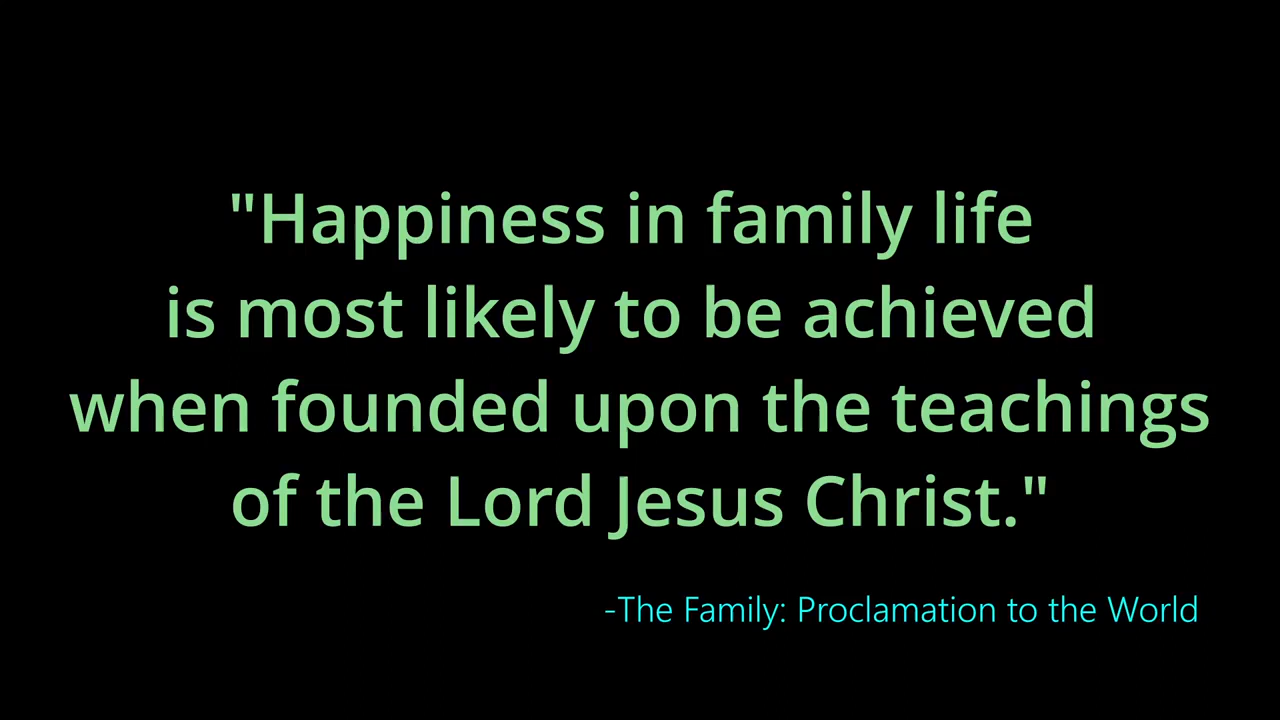 "Happiness in family life
is most likely to be achieved
when founded upon the teachings
of the Lord Jesus Christ."
-The Family: Proclamation to the World